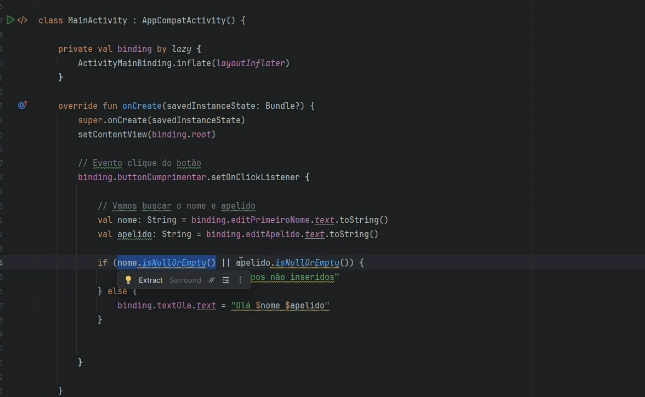 class MainActivity : AppCompatActivity() {
private val binding by lazy {
ActivityMainBinding.inflate(layoutInflater)
}
override fun onCreate(savedInstanceState: Bundle?) {
super.onCreate(savedInstanceState)
setContentView(binding.root)
// Evento clique do botão
binding.buttonCumprimentar.setOnClickListener {
// Vamos buscar o nome e apelido
val nome: String = binding.editPrimeiroNome.text.toString()
val apelido: String = binding.editApelido.text.toString()
if (nome.isNullOrEmpty() || apelido.isNullOrEmpty()) {
pos não inseridos"
Extract Surround //
} else {
binding.textOla.text = "Olá $nome $apelido"
}
}
}